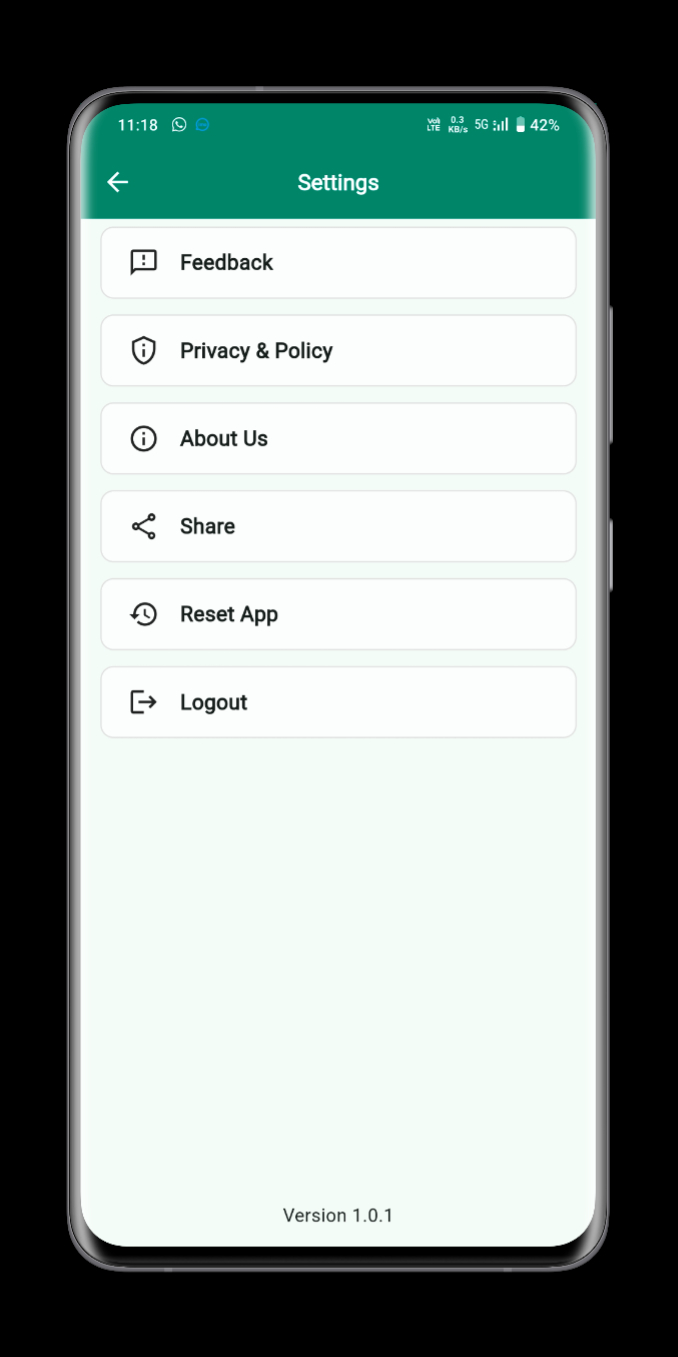 11:18 Vo) LTE 0.3 KB/s 5G 42%
Settings
Feedback
Privacy & Policy
About Us
Share
Reset App
Logout
Version 1.0.1